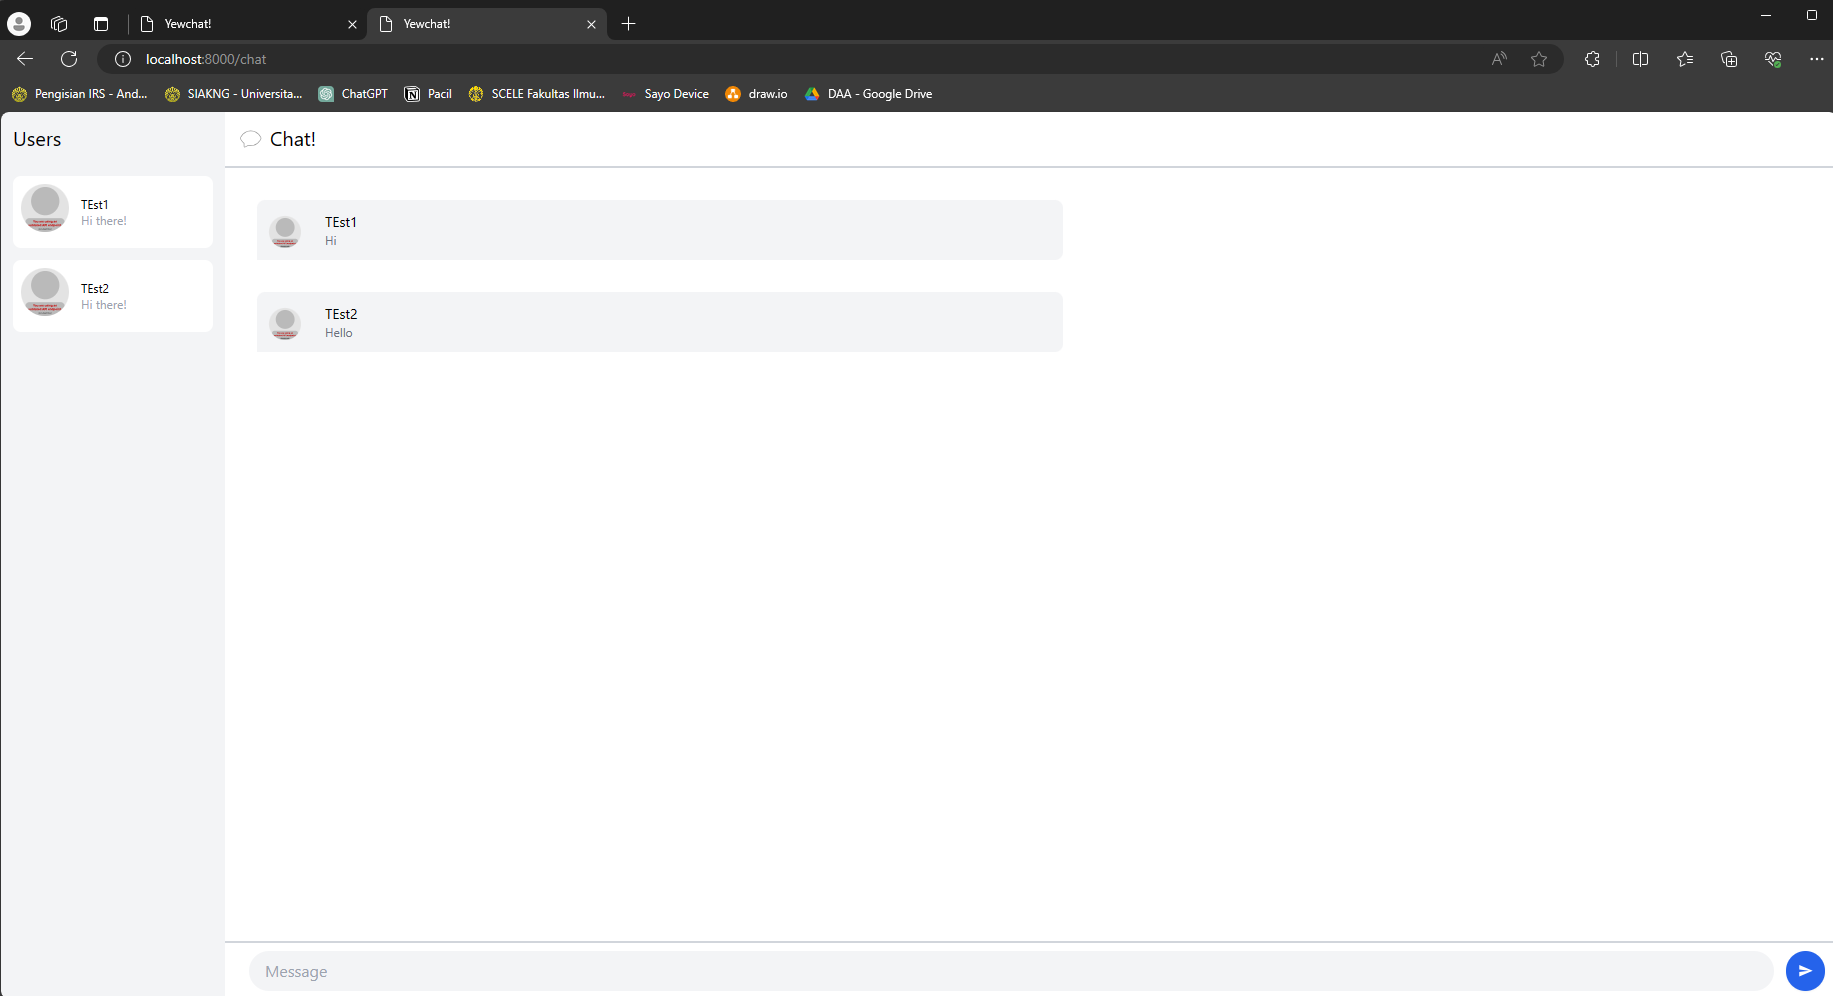 Yewchat!
Yewchat!
localhost:8000/chat
Pengisian IRS - And...
SIAKNG - Universita...
ChatGPT
Pacil
SCELE Fakultas Ilmu...
Sayo Device
draw.io
DAA - Google Drive
Users
TEst1
Hi there!
TEst2
Hi there!
Chat!
TEst1
Hi
TEst2
Hello
Message